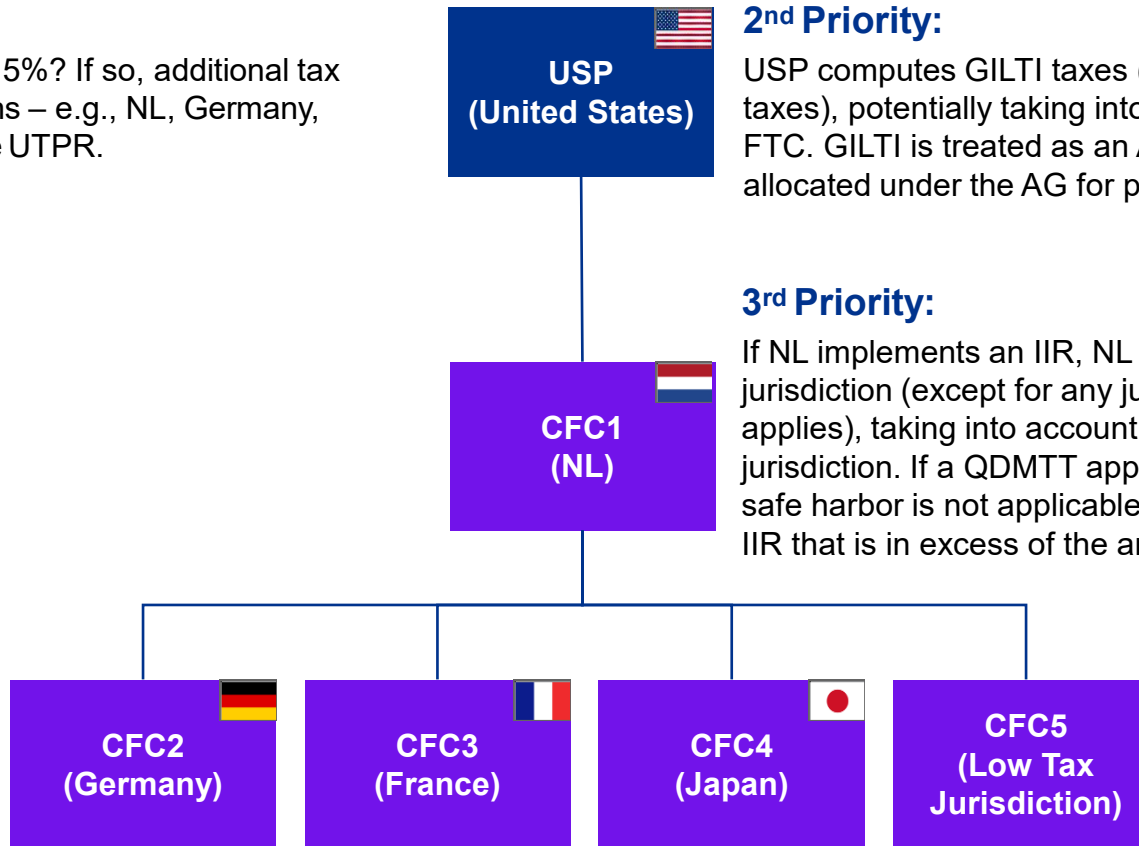 5%? If so, additional tax
ns – e.g., NL, Germany,
UTPR.
USP
(United States)
2nd Priority:
USP computes GILTI taxes (
taxes), potentially taking into
FTC. GILTI is treated as an
allocated under the AG for p
3rd Priority:
If NL implements an IIR, NL
jurisdiction (except for any ju
applies), taking into account
jurisdiction. If a QDMTT app
safe harbor is not applicable
IIR that is in excess of the a
CFC1
(NL)
CFC2
(Germany)
CFC3
(France)
CFC4
(Japan)
CFC5
(Low Tax
Jurisdiction)